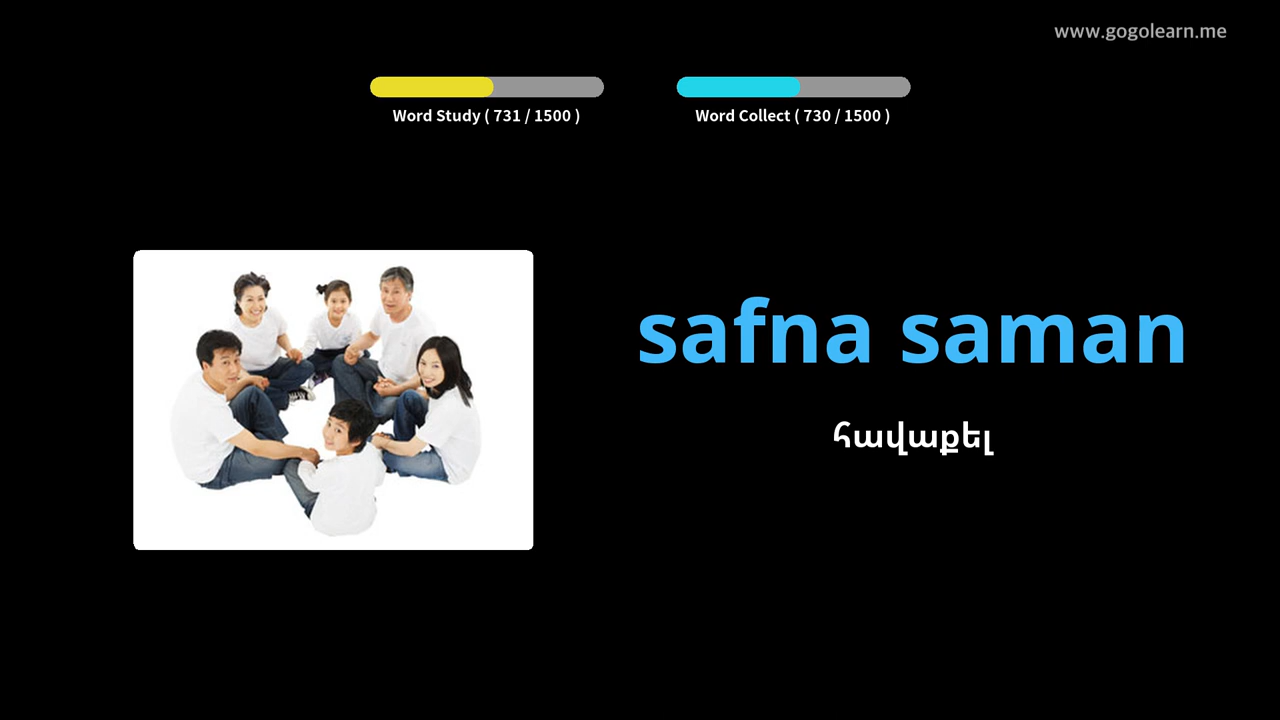 www.gogolearn.me
Word Study ( 731 / 1500 )
Word Collect ( 730 / 1500 )
safna saman
հավաքել